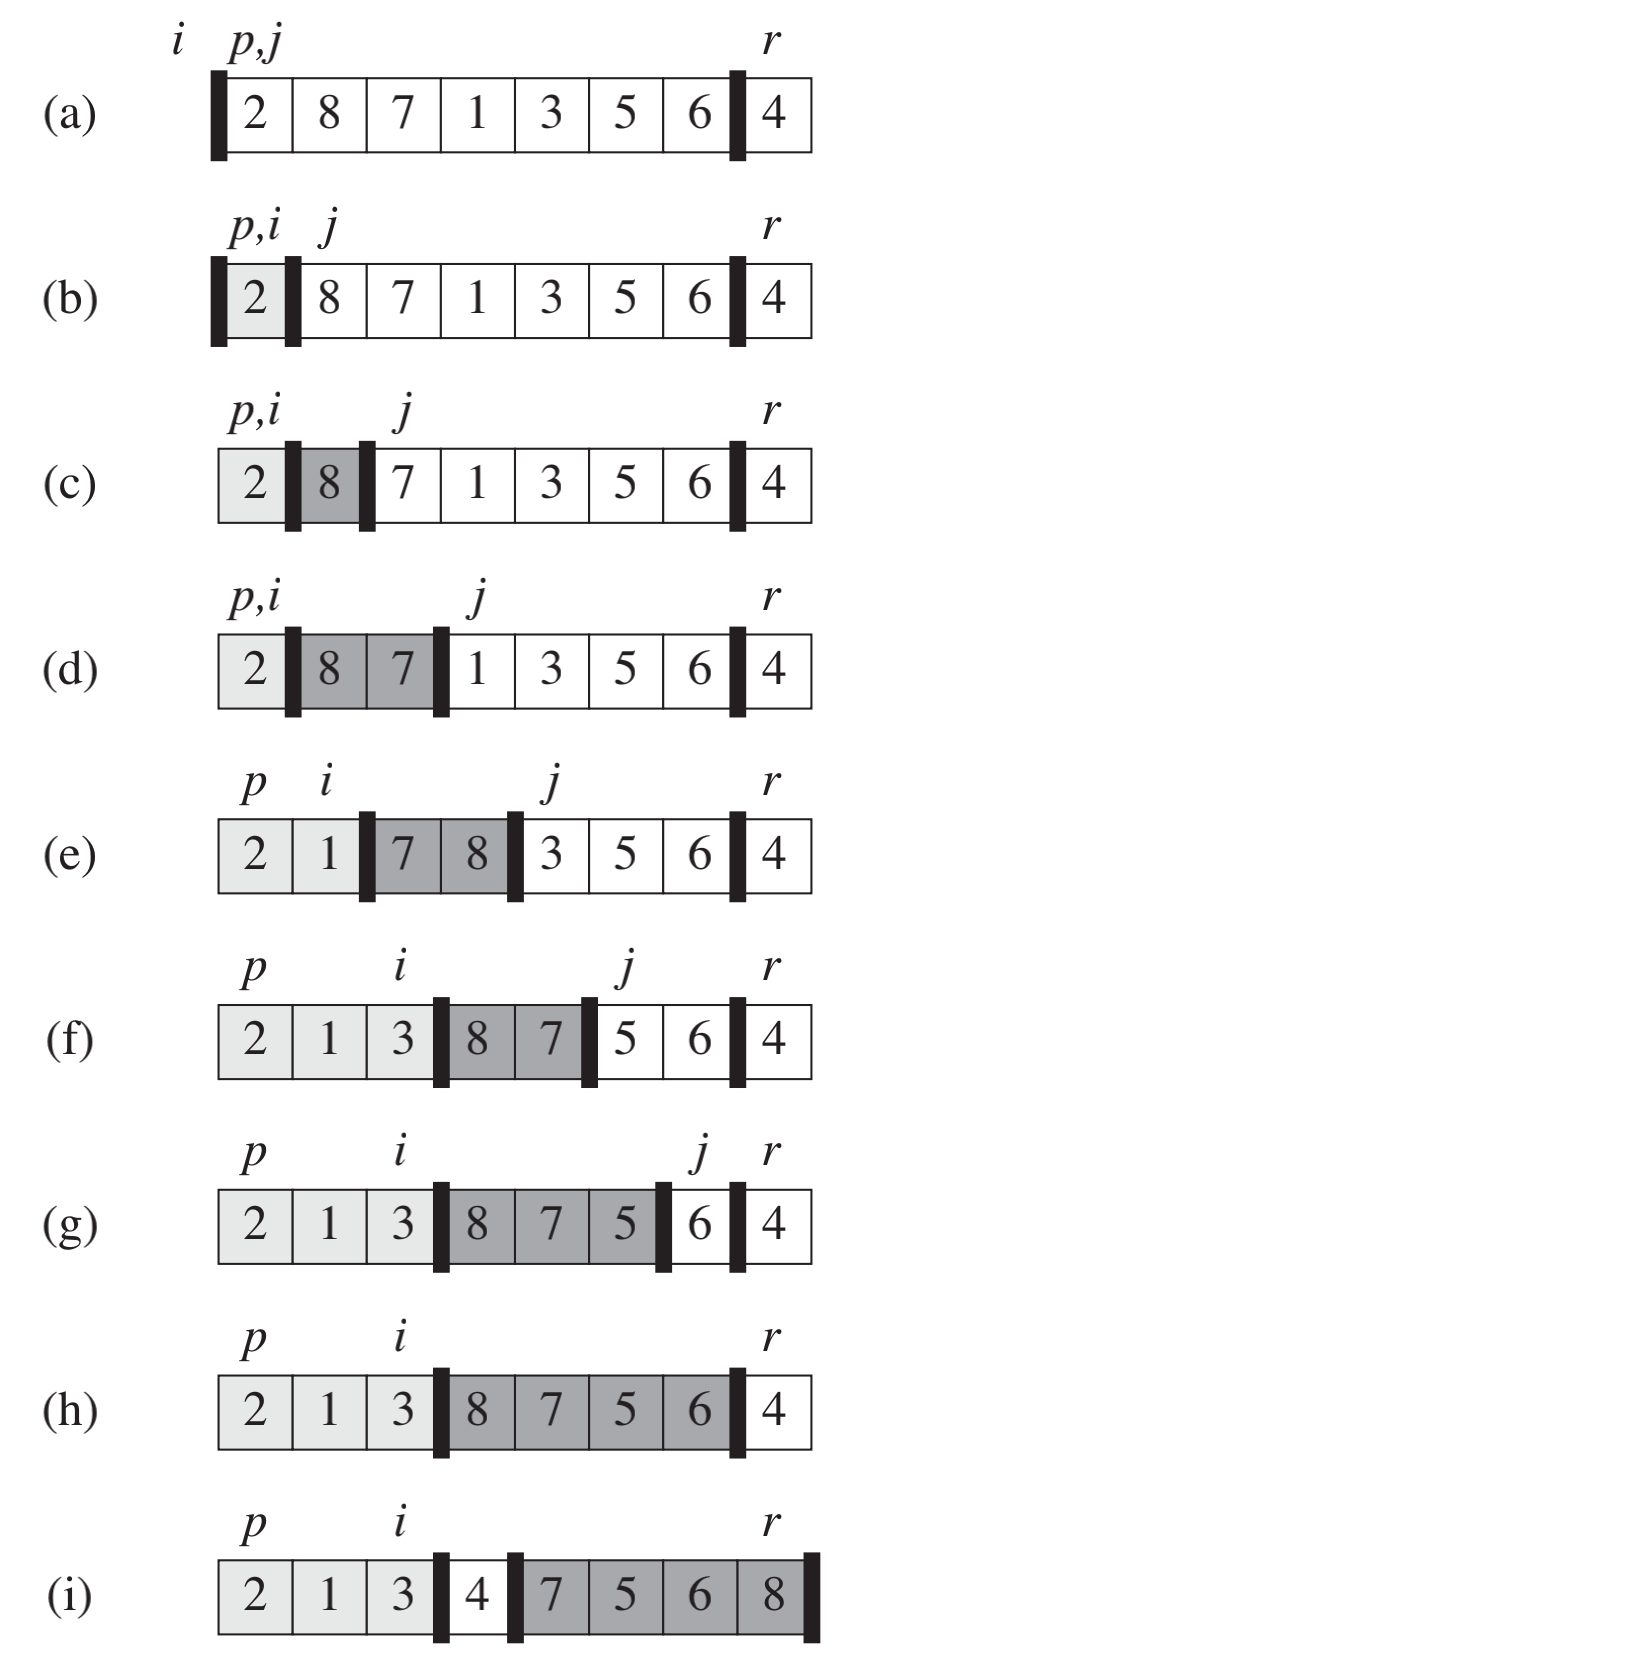 i p,j r
(a) 2 8 7 1 3 5 6 4
p,i j r
(b) 2 8 7 1 3 5 6 4
p,i j r
(c) 2 8 7 1 3 5 6 4
p,i j r
(d) 2 8 7 1 3 5 6 4
p i j r
(e) 2 1 7 8 3 5 6 4
p i j r
(f) 2 1 3 8 7 5 6 4
p i j r
(g) 2 1 3 8 7 5 6 4
p i r
(h) 2 1 3 8 7 5 6 4
p i r
(i) 2 1 3 4 7 5 6 8